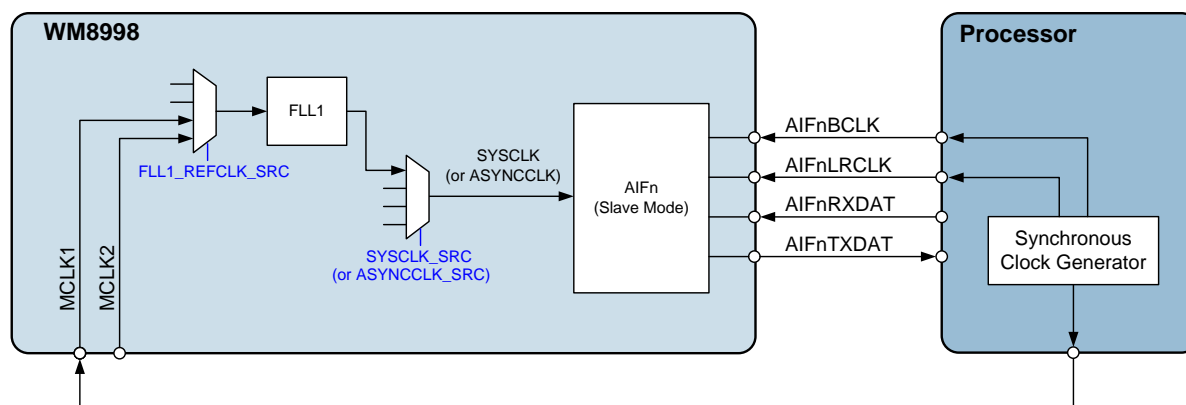 WM8998
Processor
FLL1
FLL1_REFCLK_SRC
SYSCLK
(or ASYNCCLK)
SYSCLK_SRC
(or ASYNCCLK_SRC)
AIFn
(Slave Mode)
AIFnBCLK
AIFnLRCLK
AIFnRXDAT
AIFnTXDAT
Synchronous
Clock Generator
MCLK1
MCLK2